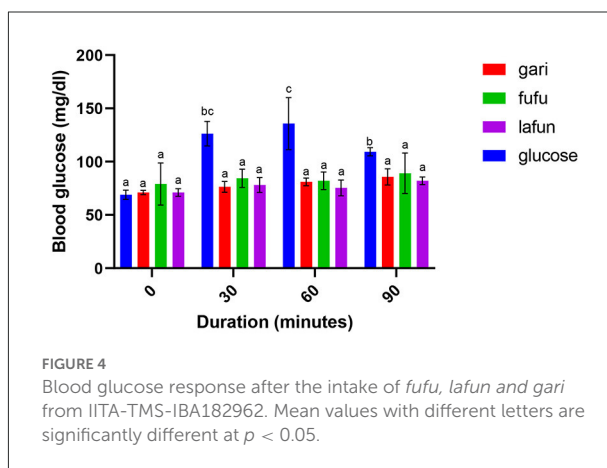 200
150
100
50
0
Blood glucose (mg/dl)
a
a
a
a
bc
a
a
a
c
a
a
a
b
a
a
a
0
30
60
90
Duration (minutes)
gari
fufu
lafun
glucose
FIGURE 4
Blood glucose response after the intake of fufu, lafun and gari
from IITA-TMS-IBA182962. Mean values with different letters are
significantly different at p < 0.05.